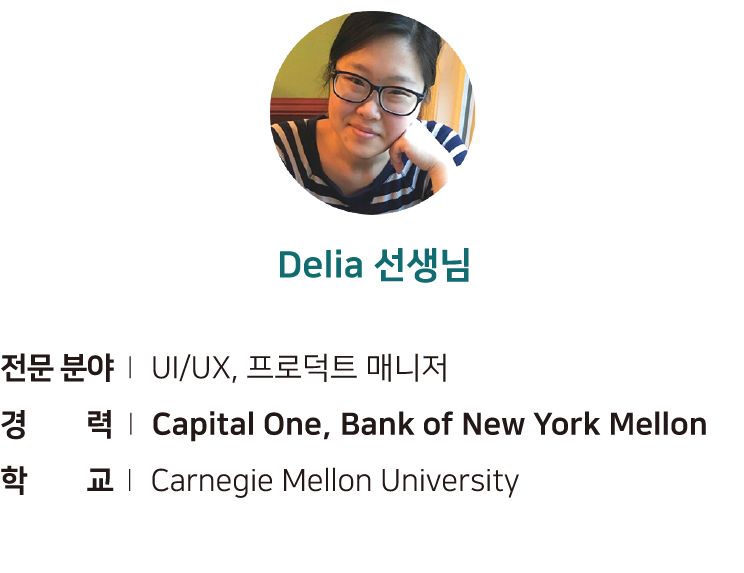 Delia 선생님
전문 분야 | UI/UX, 프로덕트 매니저
경 력 | Capital One, Bank of New York Mellon
학 교 | Carnegie Mellon University